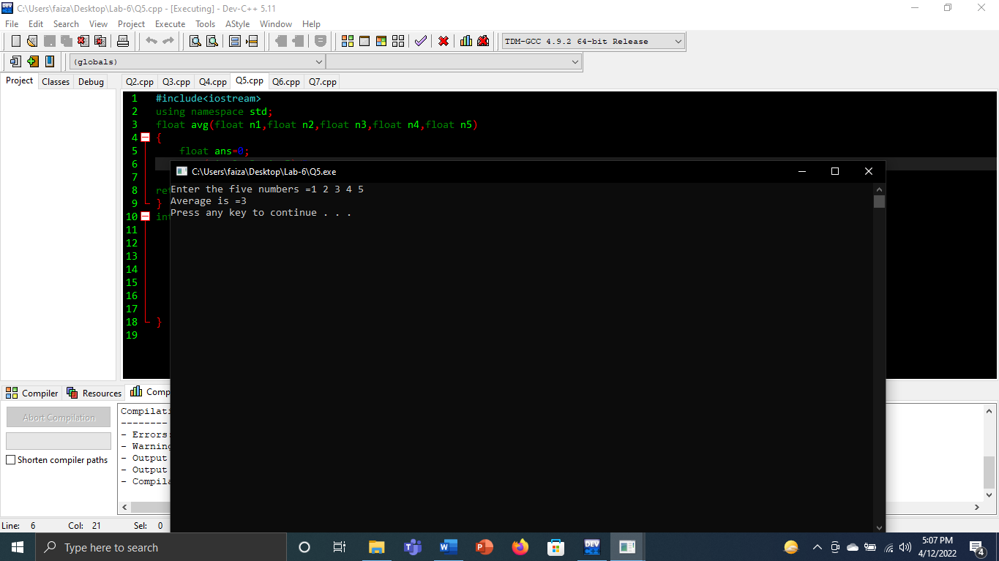 C:\Users\faiza\Desktop\Lab-6\Q5.cpp - [Executing] - Dev-C++ 5.11
File Edit Search View Project Execute Tools AStyle Window Help
TDM-GCC 4.9.2 64-bit Release
(globals)
Project Classes Debug
Q2.cpp Q3.cpp Q4.cpp Q5.cpp Q6.cpp Q7.cpp
1 #include<iostream>
2 using namespace std;
3 float avg(float n1,float n2,float n3,float n4,float n5)
4 {
5 float ans=0;
6
7
8 ret
9 }
10 int
11
12
13
14
15
16
17
18 }
19
C:\Users\faiza\Desktop\Lab-6\Q5.exe
Enter the five numbers =1 2 3 4 5
Average is =3
Press any key to continue . . .
Compiler Resources Comp
Abort Compilation
Shorten compiler paths
Compilati
--------
- Errors:
- Warning
- Output
- Output
- Compila
Line: 6 Col: 21 Sel: 0
Type here to search
DEV
5:07 PM
4/12/2022
4